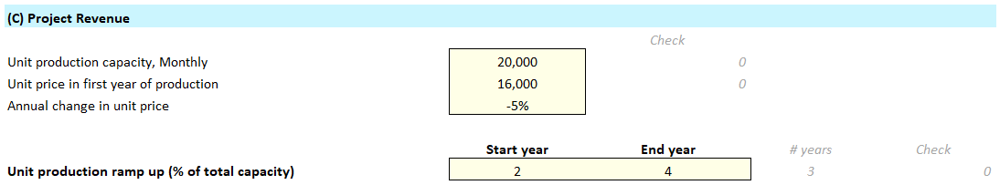 (C) Project Revenue
Check
Unit production capacity, Monthly 20,000 0
Unit price in first year of production 16,000 0
Annual change in unit price -5%
Start year End year # years Check
Unit production ramp up (% of total capacity) 2 4 3 0